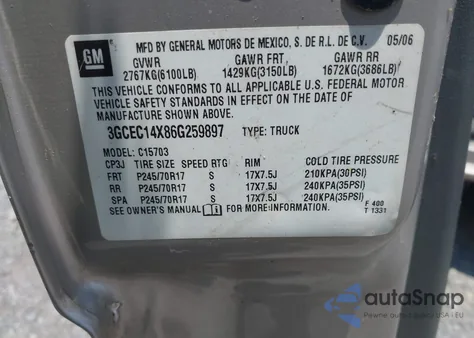 GM
MFD BY GENERAL MOTORS DE MEXICO, S. DE R.L. DE C.V. 05/06
GVWR GAWR FRT GAWR RR
2767KG(6100LB) 1429KG(3150LB) 1672KG(3686LB)
THIS VEHICLE CONFORMS TO ALL APPLICABLE U.S. FEDERAL MOTOR
VEHICLE SAFETY STANDARDS IN EFFECT ON THE DATE OF
MANUFACTURE SHOWN ABOVE.
3GCEC14X86G259897 TYPE: TRUCK
MODEL: C15703
CP3J TIRE SIZE SPEED RTG RIM COLD TIRE PRESSURE
FRT P245/70R17 S 17X7.5J 210KPA(30PSI)
RR P245/70R17 S 17X7.5J 240KPA(35PSI)
SPA P245/70R17 S 17X7.5J 240KPA(35PSI)
SEE OWNER'S MANUAL FOR MORE INFORMATION.
F 400
T 1331
autoSnap
Pewne auto z USA i EU